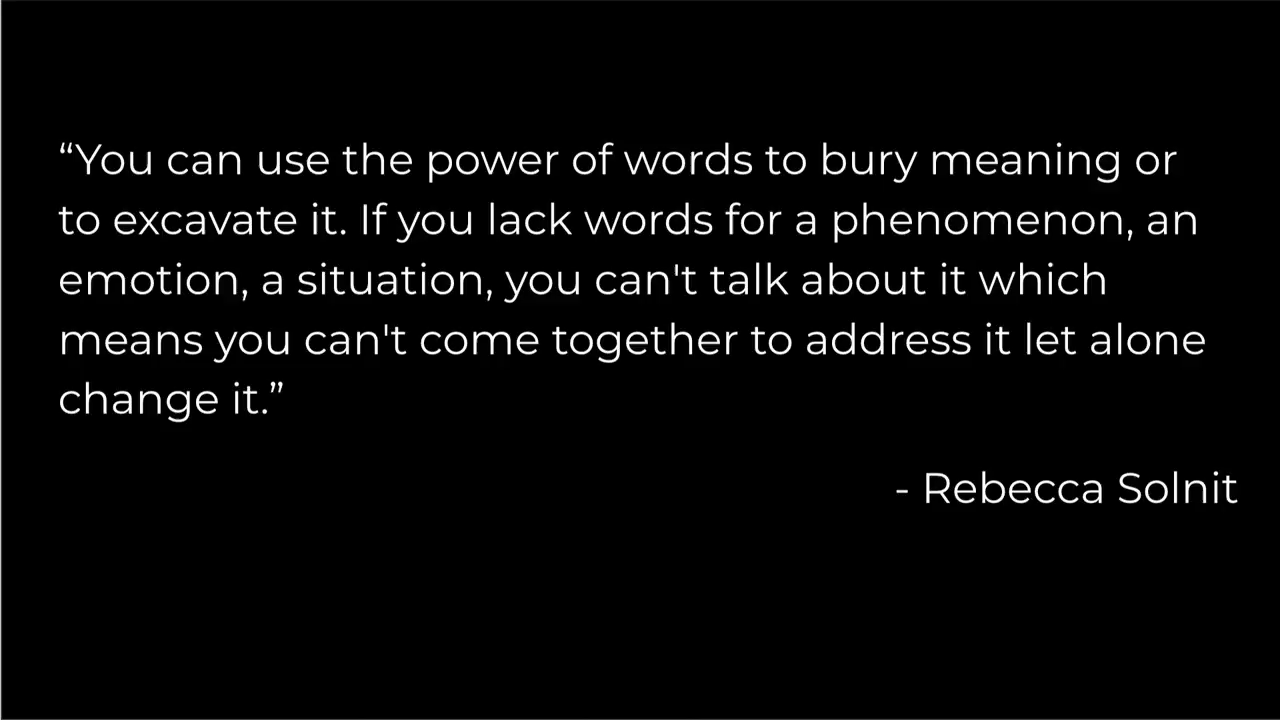 “You can use the power of words to bury meaning or
to excavate it. If you lack words for a phenomenon, an
emotion, a situation, you can't talk about it which
means you can't come together to address it let alone
change it.”
- Rebecca Solnit